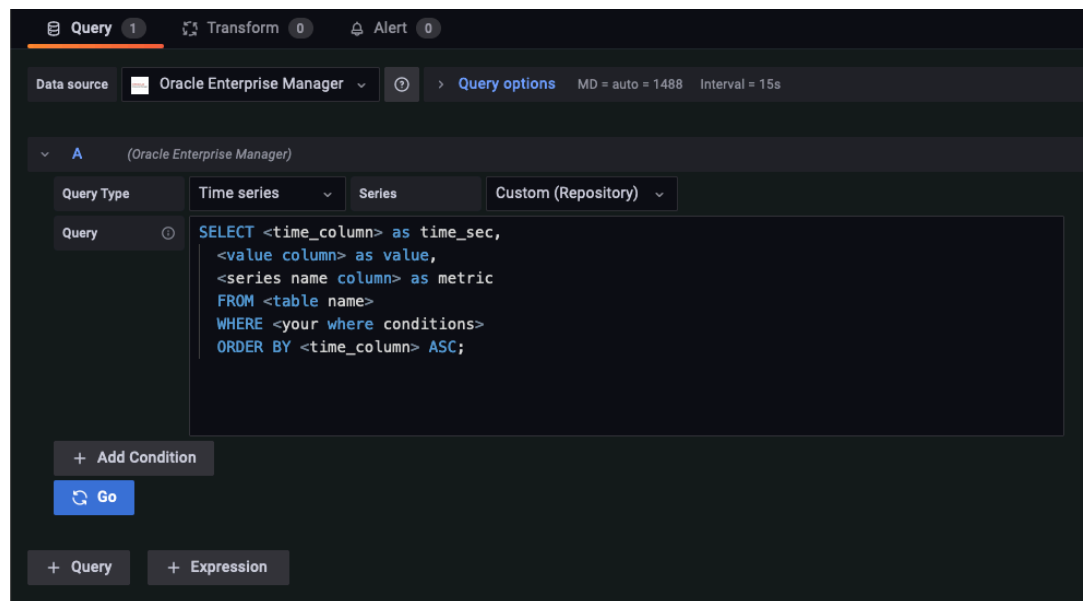 Query 1 Transform 0 Alert 0
Data source Oracle Enterprise Manager Query options MD = auto = 1488 Interval = 15s
A (Oracle Enterprise Manager)
Query Type Time series Series Custom (Repository)
Query SELECT <time_column> as time_sec,
<value column> as value,
<series name column> as metric
FROM <table name>
WHERE <your where conditions>
ORDER BY <time_column> ASC;
+ Add Condition
Go
+ Query + Expression